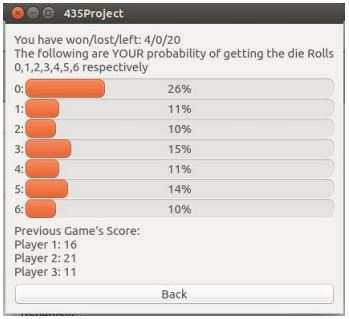 435Project
You have won/lost/left: 4/0/20
The following are YOUR probability of getting the die Rolls
0,1,2,3,4,5,6 respectively
0: 26%
1: 11%
2: 10%
3: 15%
4: 11%
5: 14%
6: 10%
Previous Game's Score:
Player 1: 16
Player 2: 21
Player 3: 11
Back